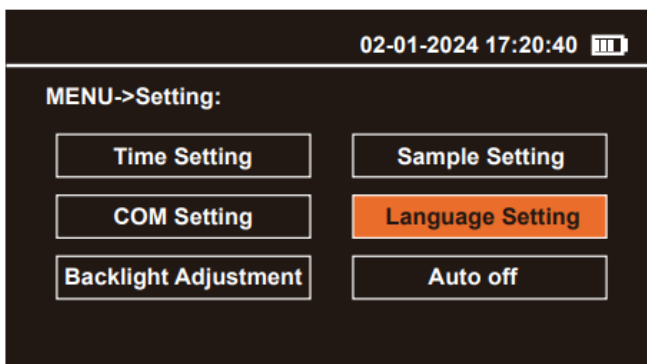 02-01-2024 17:20:40
MENU->Setting:
Time Setting
Sample Setting
COM Setting
Language Setting
Backlight Adjustment
Auto off